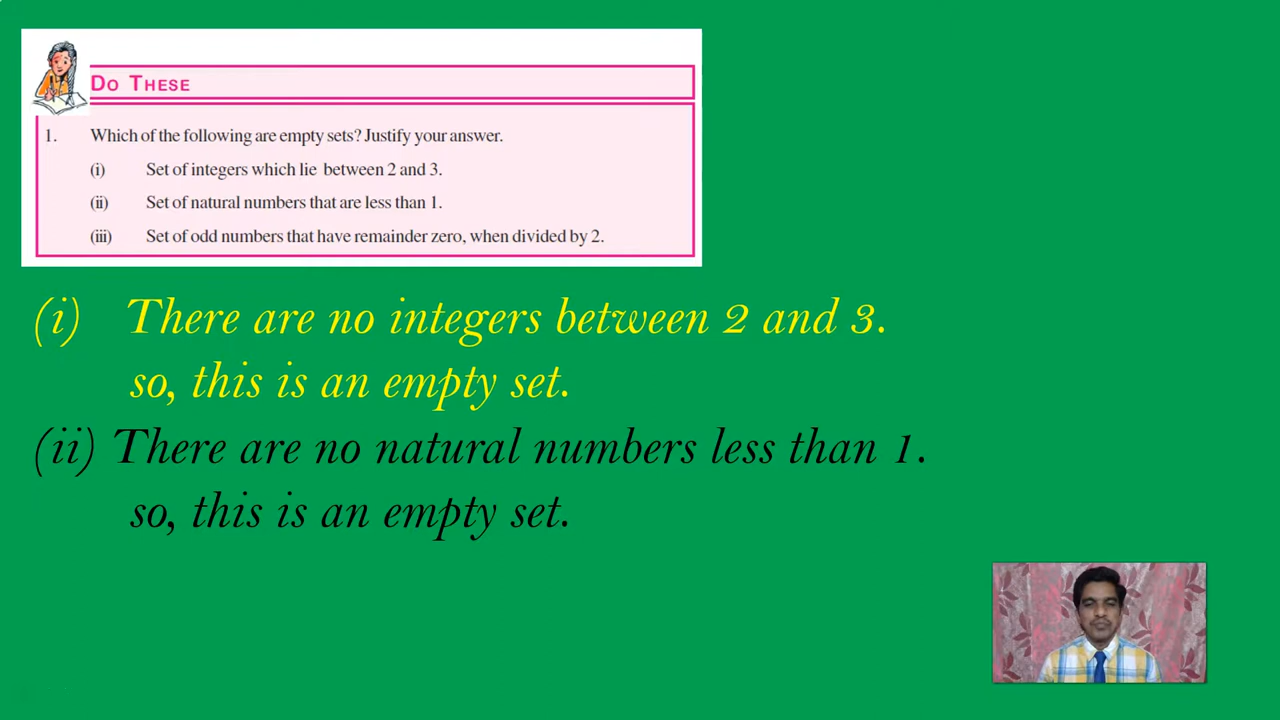 DO THESE
1. Which of the following are empty sets? Justify your answer.
(i) Set of integers which lie between 2 and 3.
(ii) Set of natural numbers that are less than 1.
(iii) Set of odd numbers that have remainder zero, when divided by 2.
(i) There are no integers between 2 and 3.
so, this is an empty set.
(ii) There are no natural numbers less than 1.
so, this is an empty set.